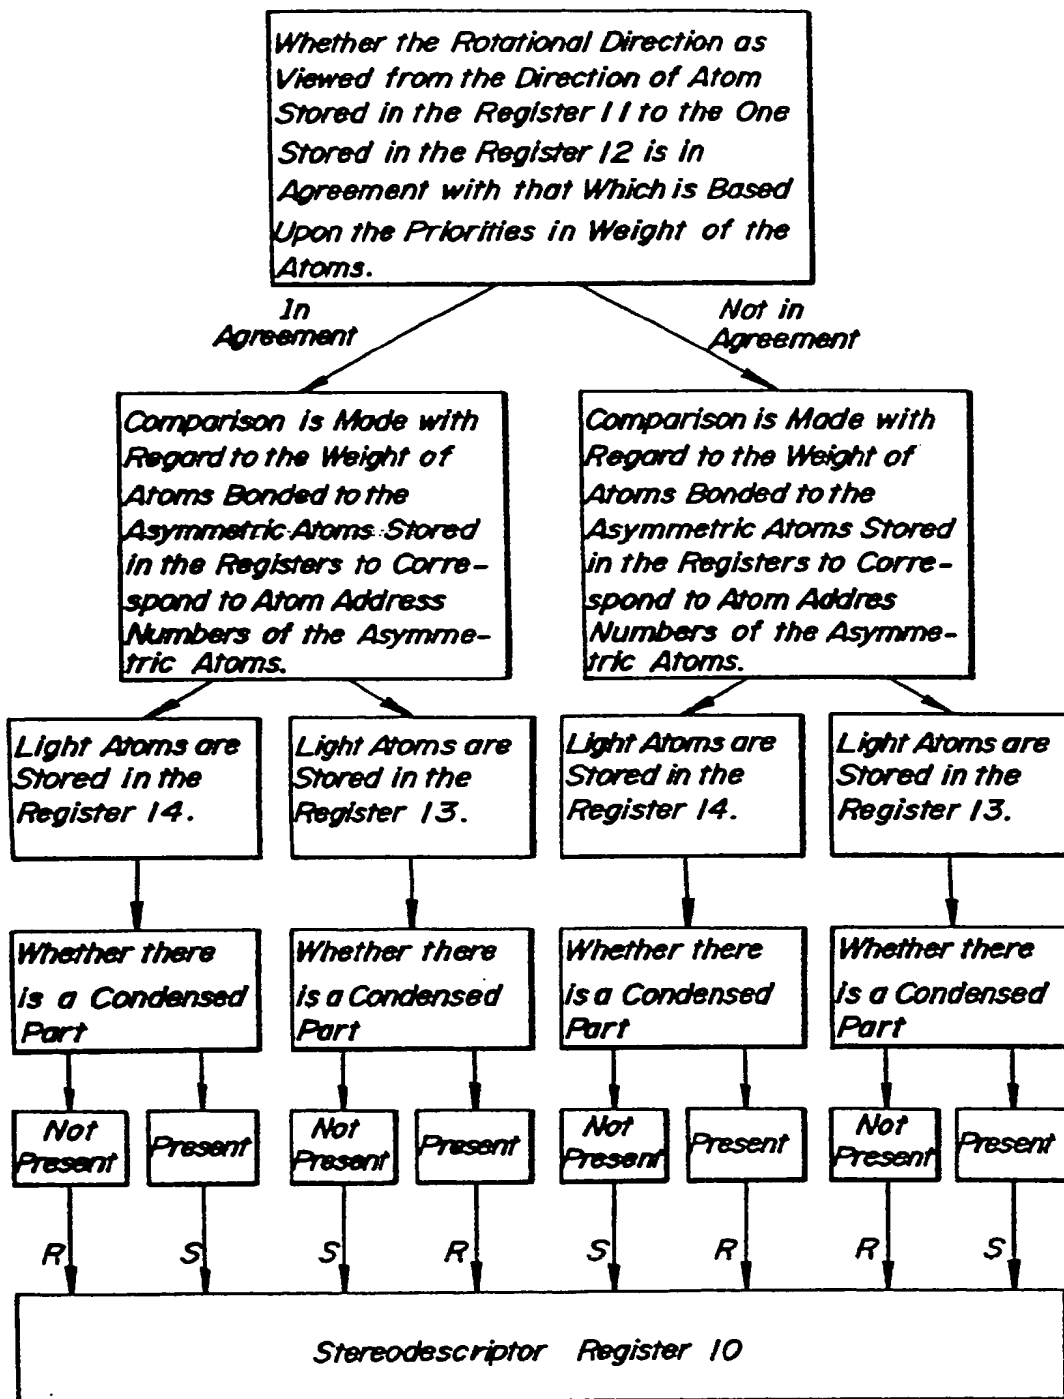 Whether the Rotational Direction as
Viewed from the Direction of Atom
Stored in the Register 11 to the One
Stored in the Register 12 is in
Agreement with that Which is Based
Upon the Priorities in Weight of the
Atoms.
In
Agreement
Not in
Agreement
Comparison is Made with
Regard to the Weight of
Atoms Bonded to the
Asymmetric Atoms Stored
in the Registers to Corre-
spond to Atom Address
Numbers of the Asymme-
tric Atoms.
Comparison is Made with
Regard to the Weight of
Atoms Bonded to the
Asymmetric Atoms Stored
in the Registers to Corre-
spond to Atom Addres
Numbers of the Asymme-
tric Atoms.
Light Atoms are
Stored in the
Register 14.
Light Atoms are
Stored in the
Register 13.
Light Atoms are
Stored in the
Register 14.
Light Atoms are
Stored in the
Register 13.
Whether there
is a Condensed
Part
Whether there
is a Condensed
Part
Whether there
is a Condensed
Part
Whether there
is a Condensed
Part
Not
Present
Present
Not
Present
Present
Not
Present
Present
Not
Present
Present
R
S
S
R
S
R
R
S
Stereodescriptor Register 10